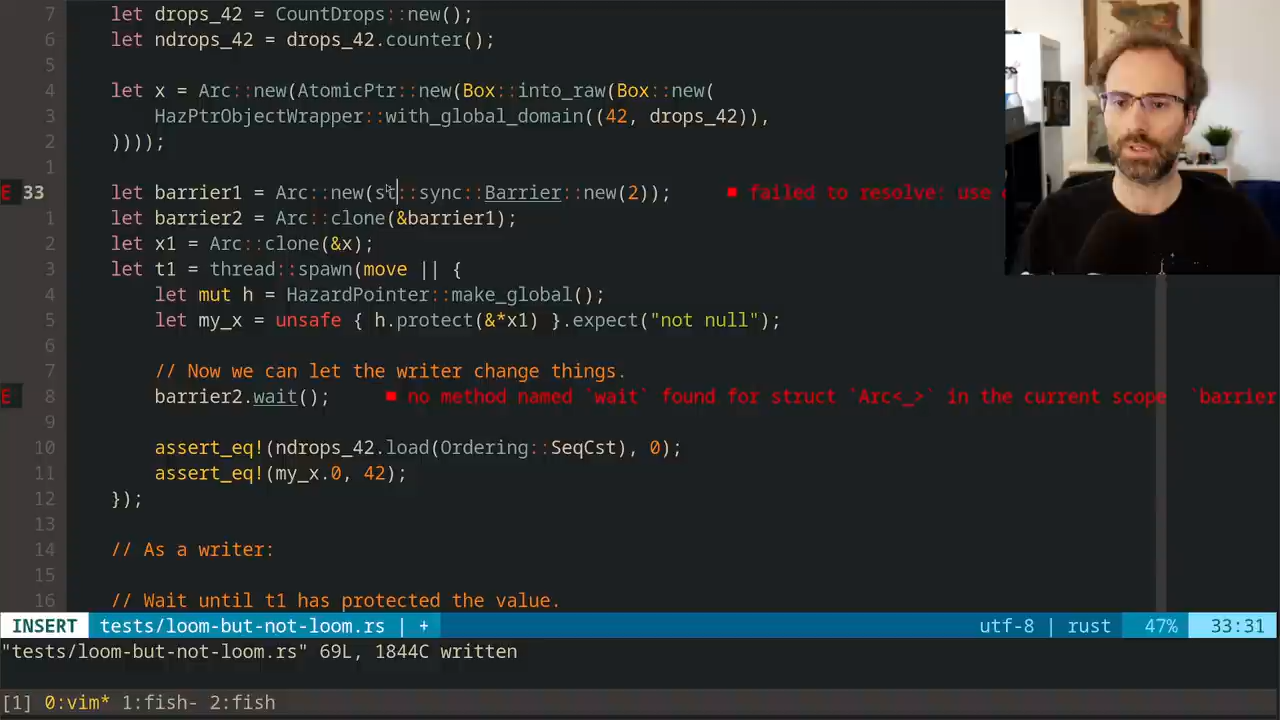 7 let drops_42 = CountDrops::new();
6 let ndrops_42 = drops_42.counter();
5
4 let x = Arc::new(AtomicPtr::new(Box::into_raw(Box::new(
3 HazPtrObjectWrapper::with_global_domain((42, drops_42)),
2 ))));
1
E 33 let barrier1 = Arc::new(st::sync::Barrier::new(2)); ■ failed to resolve: use
1 let barrier2 = Arc::clone(&barrier1);
2 let x1 = Arc::clone(&x);
3 let t1 = thread::spawn(move || {
4 let mut h = HazardPointer::make_global();
5 let my_x = unsafe { h.protect(&*x1) }.expect("not null");
6
7 // Now we can let the writer change things.
E 8 barrier2.wait(); ■ no method named `wait` found for struct `Arc<_>` in the current scope `barrier
9
10 assert_eq!(ndrops_42.load(Ordering::SeqCst), 0);
11 assert_eq!(my_x.0, 42);
12 });
13
14 // As a writer:
15
16 // Wait until t1 has protected the value.
INSERT tests/loom-but-not-loom.rs | + utf-8 | rust 47% 33:31
"tests/loom-but-not-loom.rs" 69L, 1844C written
[1] 0:vim* 1:fish- 2:fish